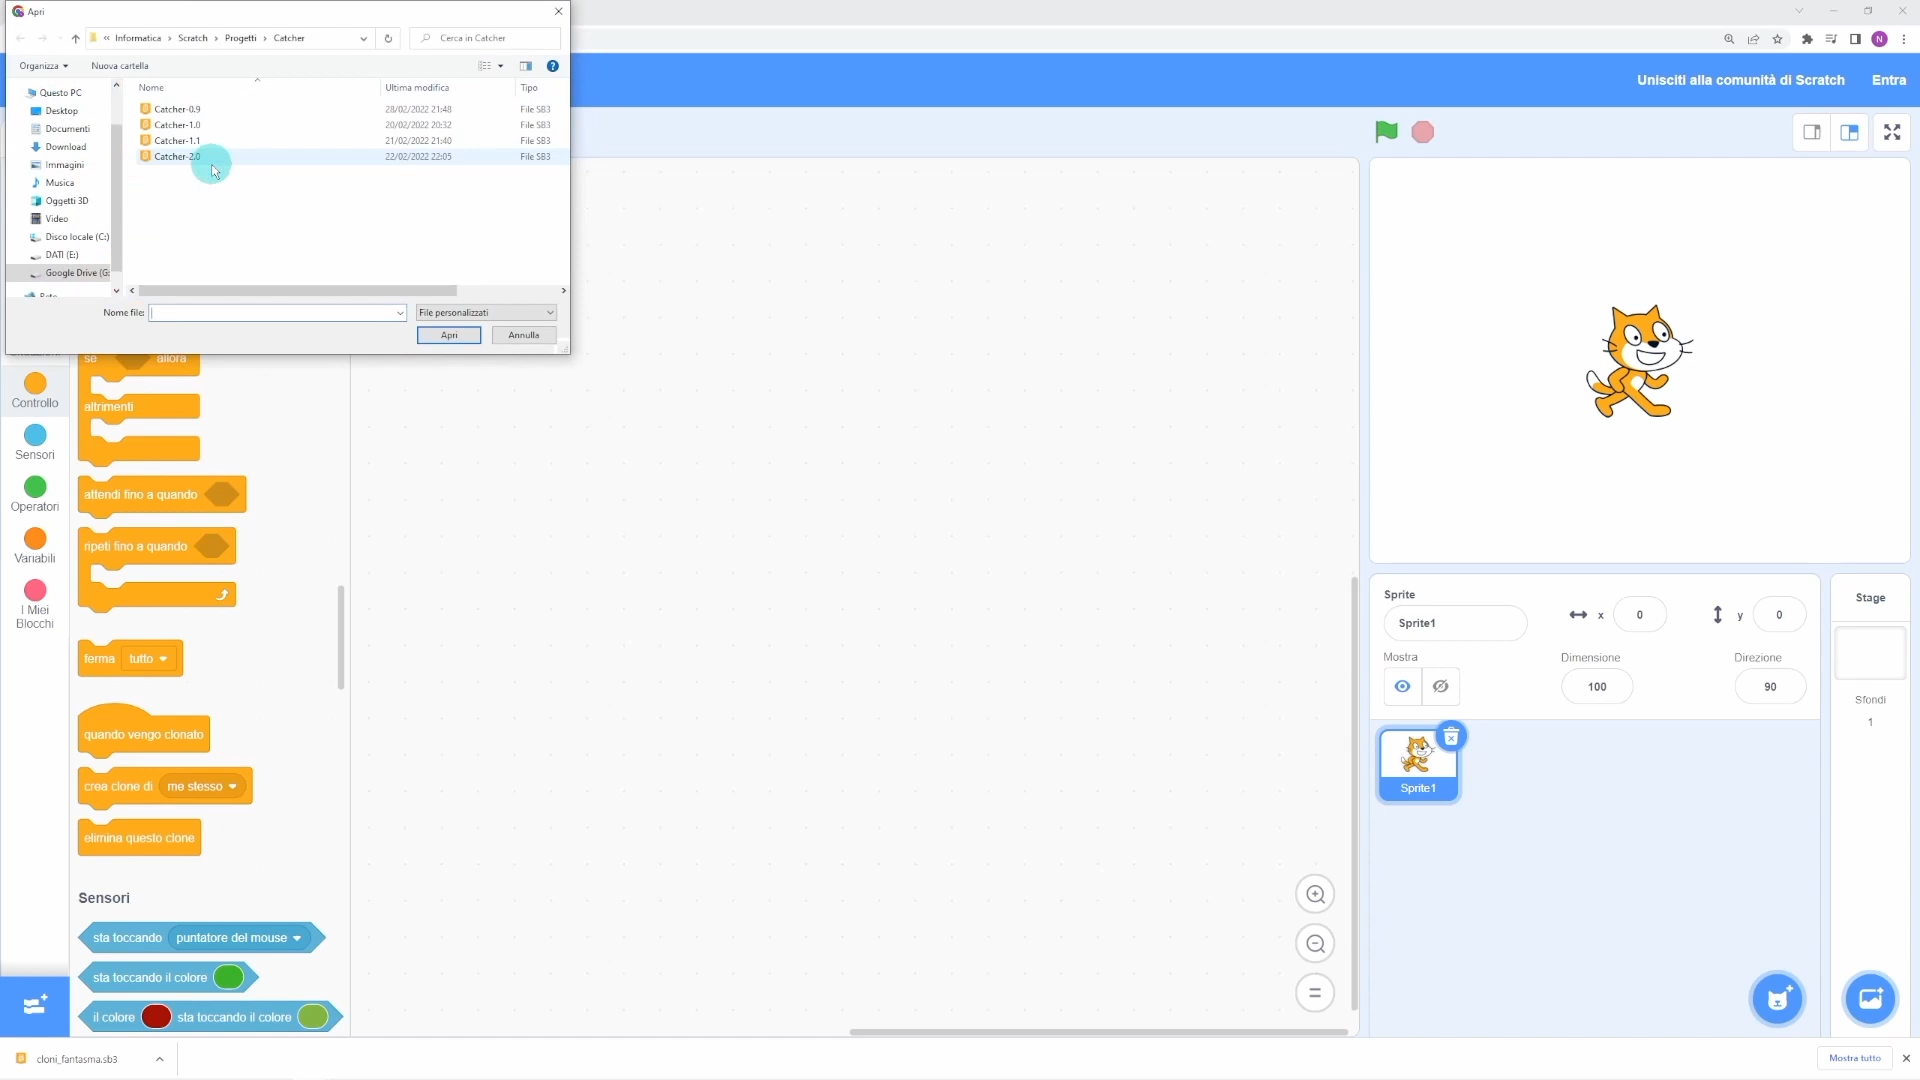 Apri
« Informatica › Scratch › Progetti › Catcher
Cerca in Catcher
Organizza
Nuova cartella
Nome
Ultima modifica
Tipo
Catcher-0.9 28/02/2022 21:48 File SB3
Catcher-1.0 20/02/2022 20:32 File SB3
Catcher-1.1 21/02/2022 21:40 File SB3
Catcher-2.0 22/02/2022 22:05 File SB3
Questo PC
Desktop
Documenti
Download
Immagini
Musica
Oggetti 3D
Video
Disco locale (C:)
DATI (E:)
Google Drive (G:
Nome file:
File personalizzati
Apri
Annulla
N
Unisciti alla comunità di Scratch
Entra
Controllo
Sensori
Operatori
Variabili
I Miei
Blocchi
se allora
altrimenti
attendi fino a quando
ripeti fino a quando
ferma tutto
quando vengo clonato
crea clone di me stesso
elimina questo clone
Sensori
sta toccando puntatore del mouse
sta toccando il colore
il colore sta toccando il colore
Sprite
Sprite1
x 0
y 0
Mostra
Dimensione
100
Direzione
90
Sprite1
Stage
Sfondi
1
cloni_fantasma.sb3
Mostra tutto